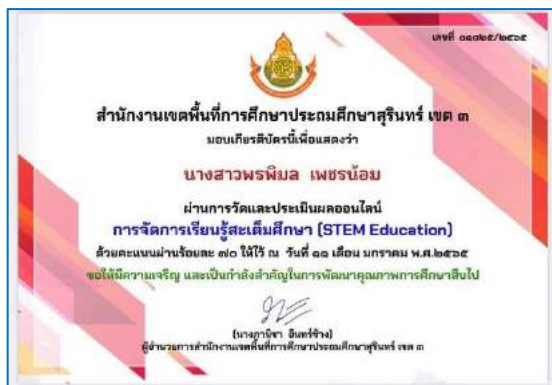 เลขที่ ๐๑๘๒๕/๒๕๖๕
สำนักงานเขตพื้นที่การศึกษาประถมศึกษาสุรินทร์ เขต ๓
มอบเกียรติบัตรนี้เพื่อแสดงว่า
นางสาวพรพิมล เพชรน้อม
ผ่านการวัดและประเมินผลออนไลน์
การจัดการเรียนรู้สะเต็มศึกษา (STEM Education)
ด้วยคะแนนผ่านร้อยละ ๗๐ ให้ไว้ ณ วันที่ ๑๑ เดือน มกราคม พ.ศ.๒๕๖๕
ขอให้มีความเจริญ และเป็นกำลังสำคัญในการพัฒนาคุณภาพการศึกษาสืบไป
(นางภานิชา อินทร์ช้าง)
ผู้อำนวยการสำนักงานเขตพื้นที่การศึกษาประถมศึกษาสุรินทร์ เขต ๓